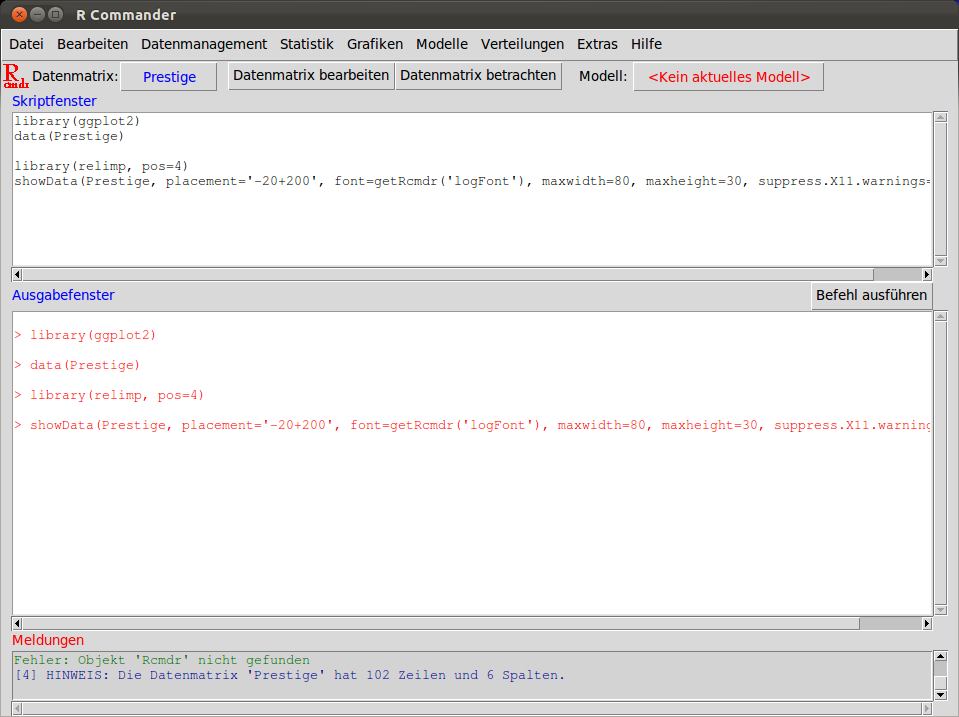 R Commander
Datei Bearbeiten Datenmanagement Statistik Grafiken Modelle Verteilungen Extras Hilfe
R cmdr Datenmatrix: Prestige Datenmatrix bearbeiten Datenmatrix betrachten Modell: <Kein aktuelles Modell>
Skriptfenster
library(ggplot2)
data(Prestige)
library(relimp, pos=4)
showData(Prestige, placement='-20+200', font=getRcmdr('logFont'), maxwidth=80, maxheight=30, suppress.X11.warnings=
Ausgabefenster Befehl ausführen
> library(ggplot2)
> data(Prestige)
> library(relimp, pos=4)
> showData(Prestige, placement='-20+200', font=getRcmdr('logFont'), maxwidth=80, maxheight=30, suppress.X11.warning
Meldungen
Fehler: Objekt 'Rcmdr' nicht gefunden
[4] HINWEIS: Die Datenmatrix 'Prestige' hat 102 Zeilen und 6 Spalten.